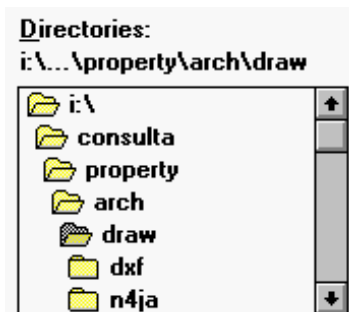 Directories:
i:\...\property\arch\draw
i:\
consulta
property
arch
draw
dxf
n4ja